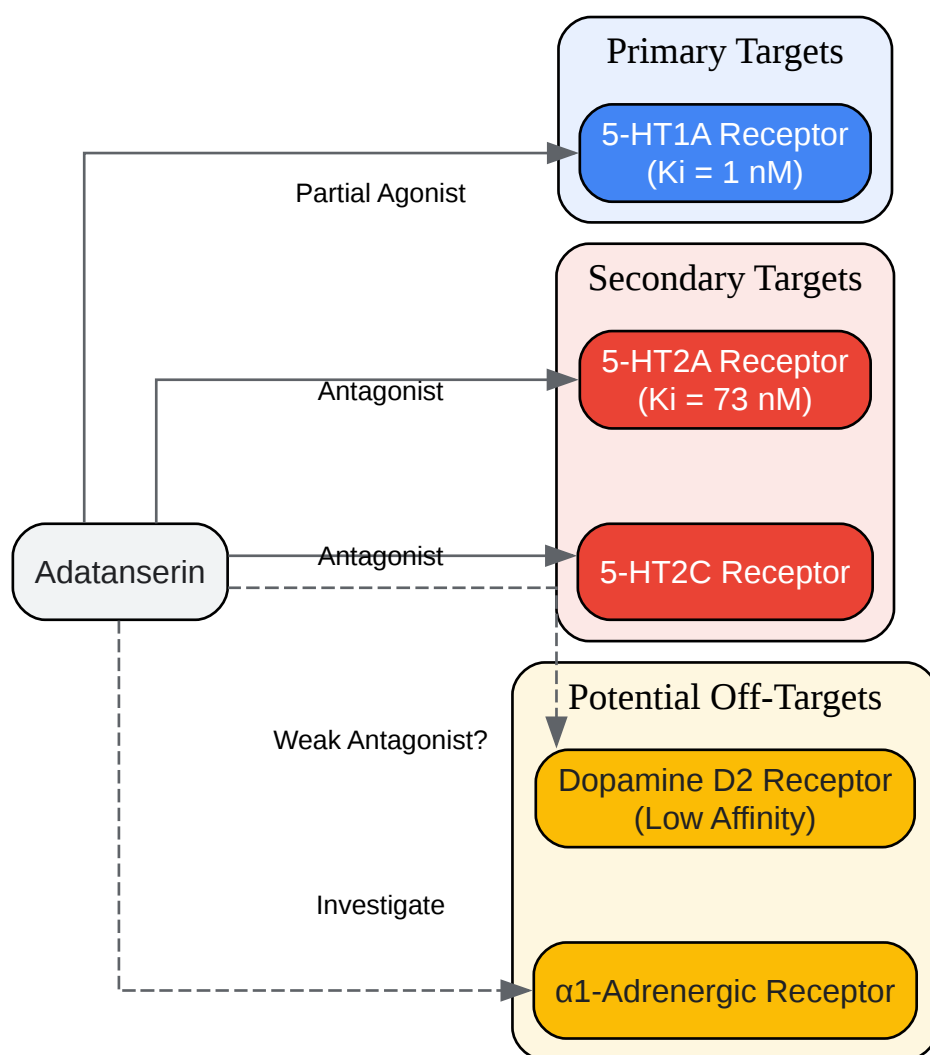 Primary Targets
5-HT1A Receptor
(Ki = 1 nM)
Partial Agonist
Secondary Targets
5-HT2A Receptor
(Ki = 73 nM)
Antagonist
Adatanserin
Antagonist
5-HT2C Receptor
Potential Off-Targets
Weak Antagonist?
Dopamine D2 Receptor
(Low Affinity)
Investigate
α1-Adrenergic Receptor